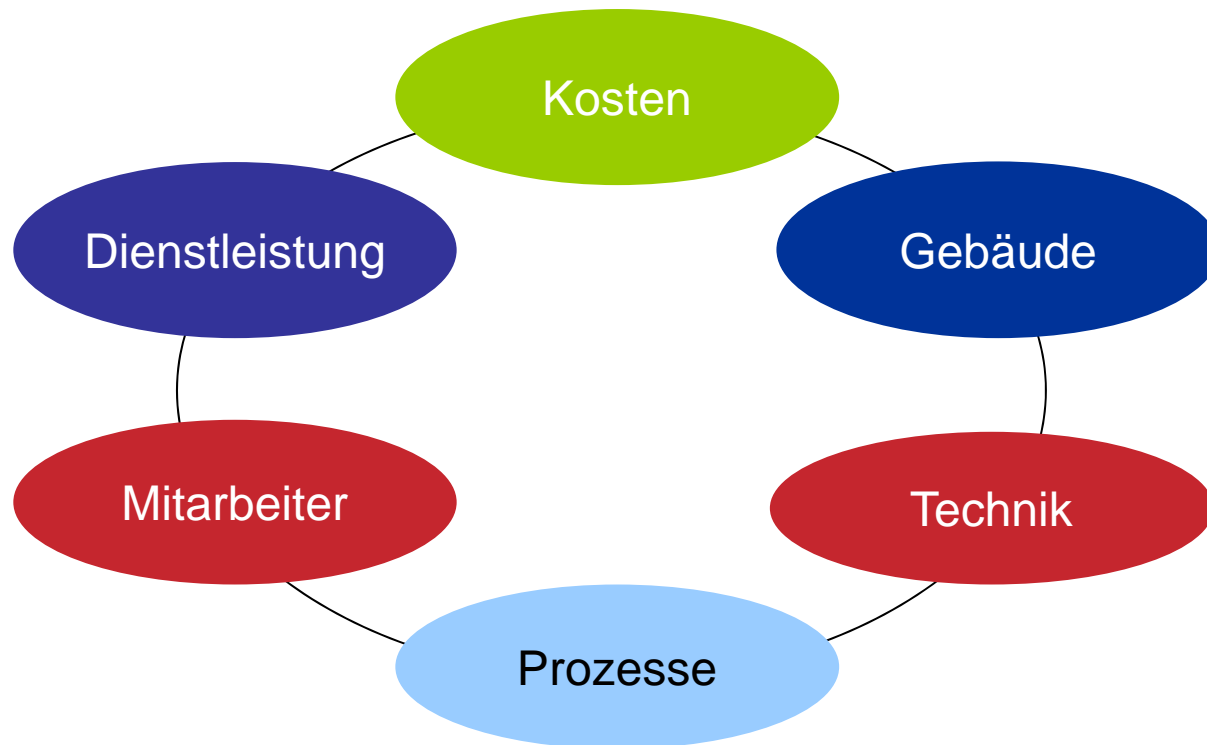 Kosten
Dienstleistung
Gebäude
Mitarbeiter
Technik
Prozesse